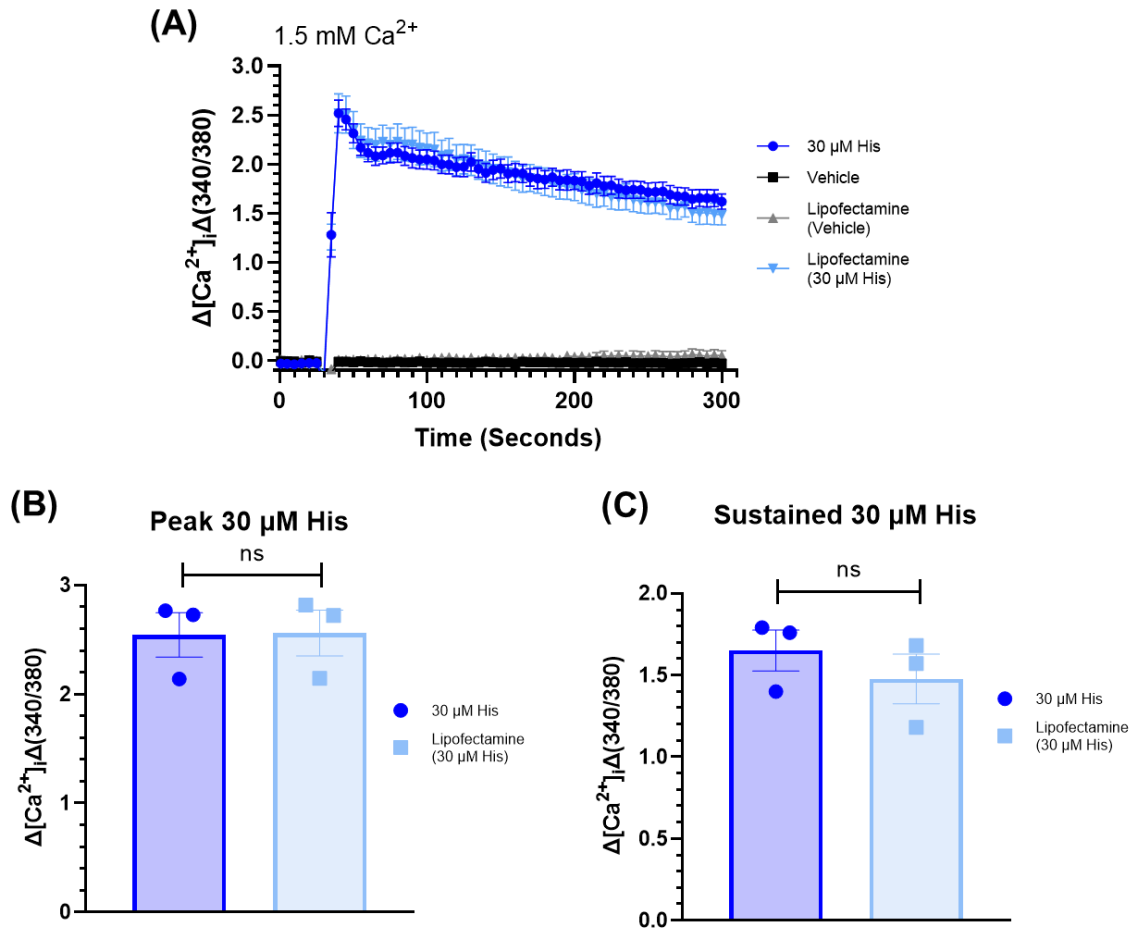 (A)
1.5 mM Ca²⁺
Δ[Ca²⁺]ᵢΔ(340/380)
3.0
2.5
2.0
1.5
1.0
0.5
0.0
0
100
200
300
Time (Seconds)
30 µM His
Vehicle
Lipofectamine
(Vehicle)
Lipofectamine
(30 µM His)
(B)
Peak 30 µM His
ns
Δ[Ca²⁺]ᵢΔ(340/380)
3
2
1
0
30 µM His
Lipofectamine
(30 µM His)
(C)
Sustained 30 µM His
ns
Δ[Ca²⁺]ᵢΔ(340/380)
2.0
1.5
1.0
0.5
0.0
30 µM His
Lipofectamine
(30 µM His)